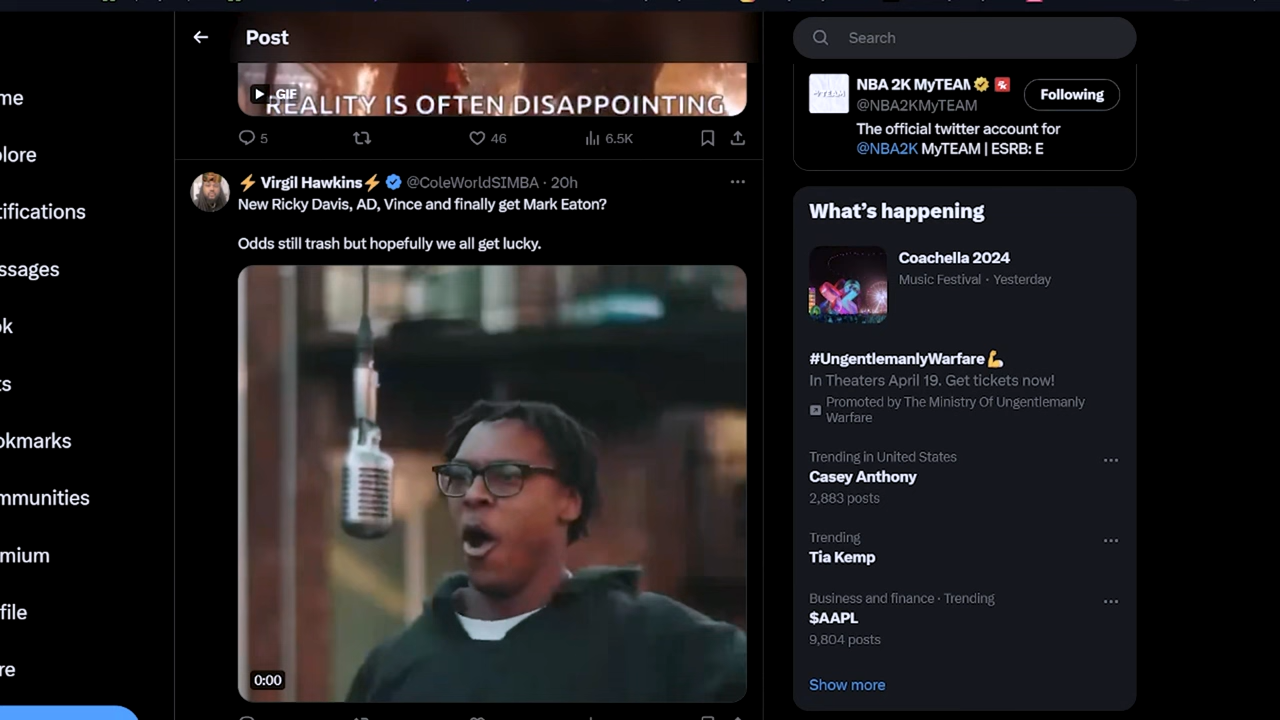 me
lore
tifications
ssages
k
ts
okmarks
mmunities
mium
file
re
Post
GIF
REALITY IS OFTEN DISAPPOINTING
5
46
6.5K
⚡ Virgil Hawkins⚡ @ColeWorldSIMBA · 20h
New Ricky Davis, AD, Vince and finally get Mark Eaton?
Odds still trash but hopefully we all get lucky.
0:00
Search
NBA 2K MyTEAM
@NBA2KMyTEAM
Following
The official twitter account for
@NBA2K MyTEAM | ESRB: E
What's happening
Coachella 2024
Music Festival · Yesterday
#UngentlemanlyWarfare💪
In Theaters April 19. Get tickets now!
Promoted by The Ministry Of Ungentlemanly
Warfare
Trending in United States
Casey Anthony
2,883 posts
Trending
Tia Kemp
Business and finance · Trending
$AAPL
9,804 posts
Show more